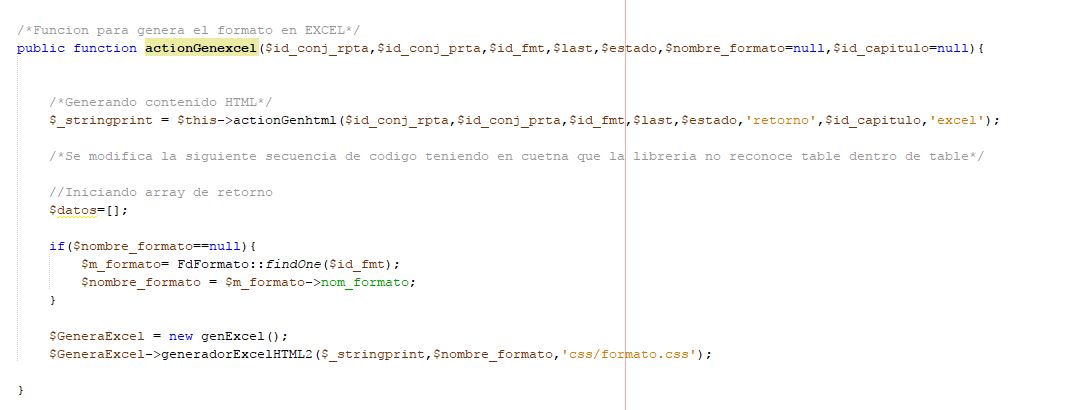 /*Funcion para genera el formato en EXCEL*/
public function actionGenexcel($id_conj_rpta,$id_conj_prta,$id_fmt,$last,$estado,$nombre_formato=null,$id_capitulo=null){
/*Generando contenido HTML*/
$_stringprint = $this->actionGenhtml($id_conj_rpta,$id_conj_prta,$id_fmt,$last,$estado,'retorno',$id_capitulo,'excel');
/*Se modifica la siguiente secuencia de codigo teniendo en cuetna que la libreria no reconoce table dentro de table*/
//Iniciando array de retorno
$datos=[];
if($nombre_formato==null){
$m_formato= FdFormato::findOne($id_fmt);
$nombre_formato = $m_formato->nom_formato;
}
$GeneraExcel = new genExcel();
$GeneraExcel->generadorExcelHTML2($_stringprint,$nombre_formato,'css/formato.css');
}